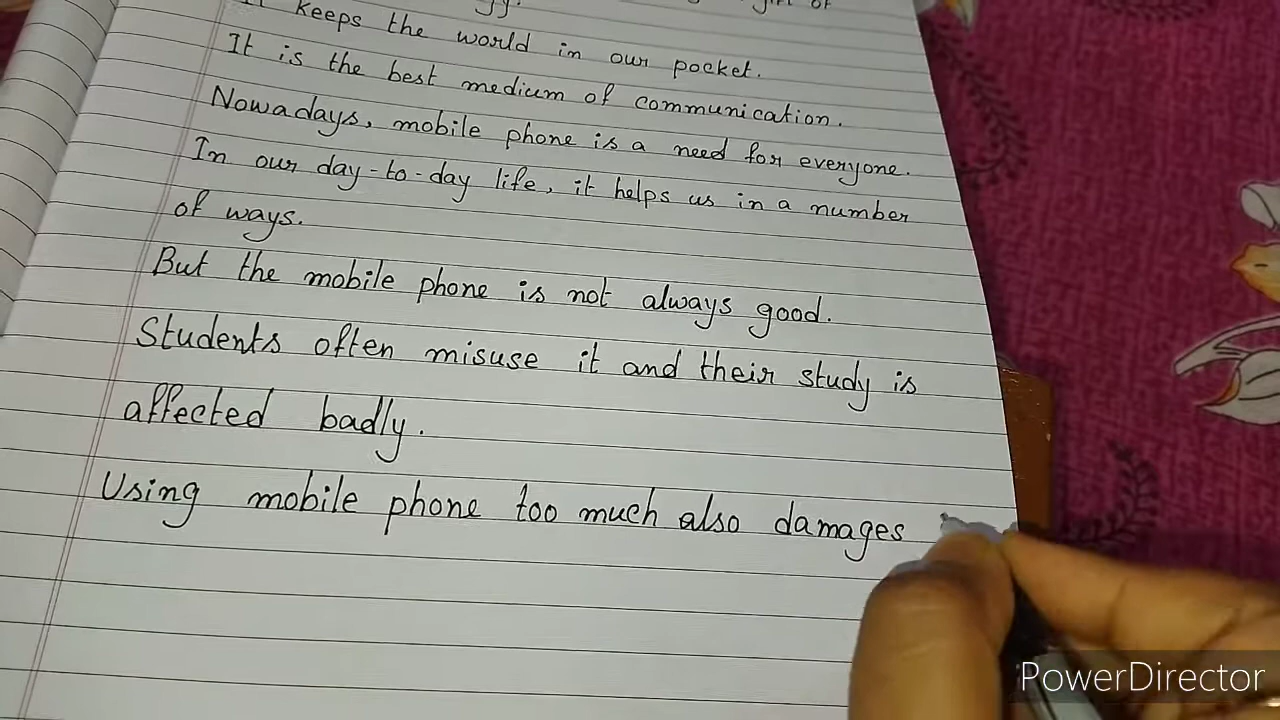 keeps the world in our pocket.
It is the best medium of communication.
Nowadays, mobile phone is a need for everyone.
In our day-to-day life, it helps us in a number
of ways.
But the mobile phone is not always good.
Students often misuse it and their study is
affected badly.
Using mobile phone too much also damages
PowerDirector